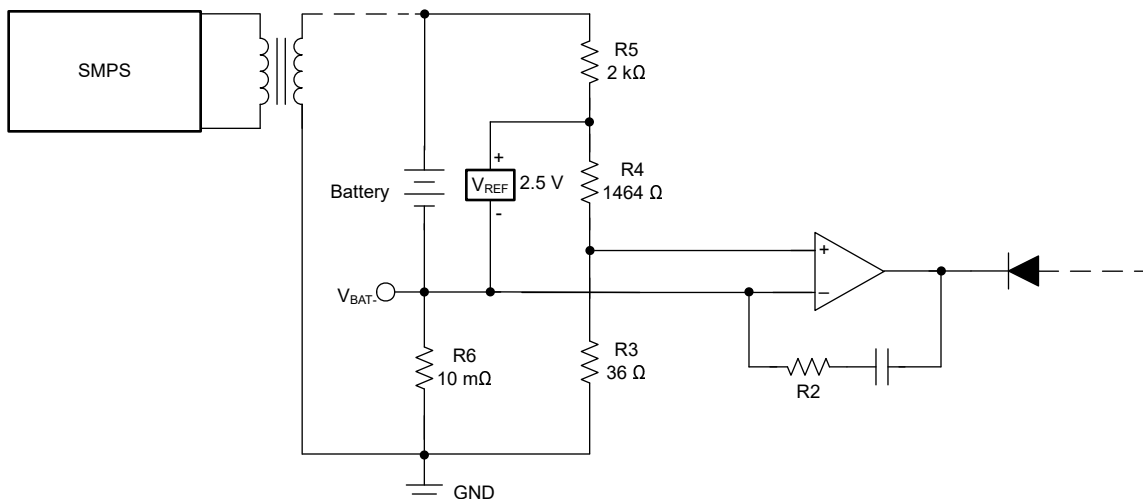 SMPS
R5
2 kΩ
+
VREF
2.5 V
-
R4
1464 Ω
Battery
+
–
VBAT-
R6
10 mΩ
R3
36 Ω
R2
GND